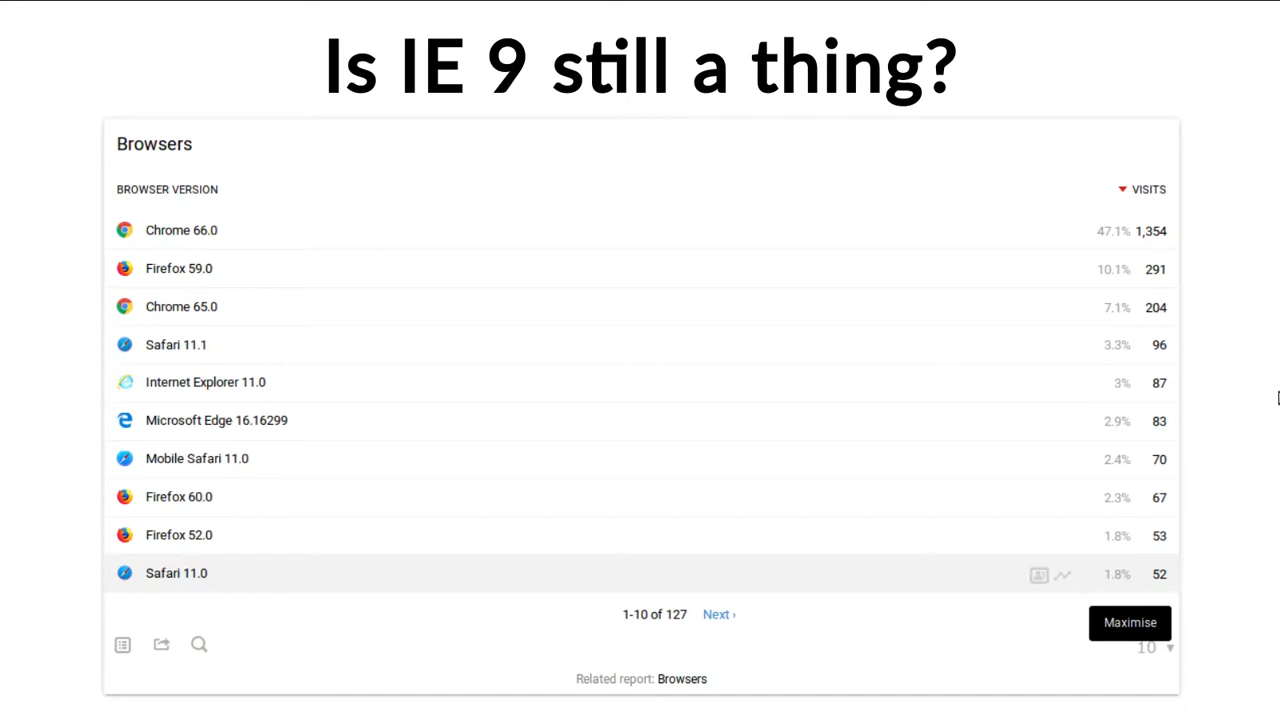 Is IE 9 still a thing?
Browsers
BROWSER VERSION VISITS
Chrome 66.0 47.1% 1,354
Firefox 59.0 10.1% 291
Chrome 65.0 7.1% 204
Safari 11.1 3.3% 96
Internet Explorer 11.0 3% 87
Microsoft Edge 16.16299 2.9% 83
Mobile Safari 11.0 2.4% 70
Firefox 60.0 2.3% 67
Firefox 52.0 1.8% 53
Safari 11.0 1.8% 52
1-10 of 127 Next ›
Maximise
10
Related report: Browsers